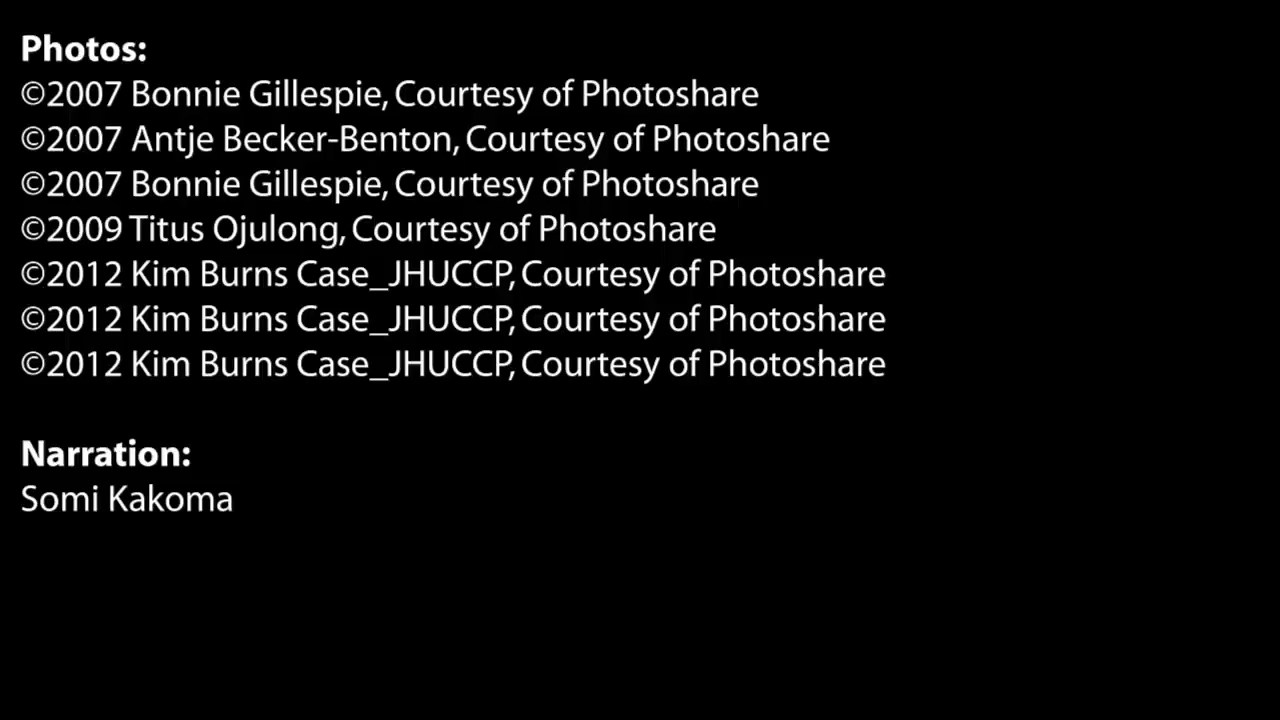 Photos:
©2007 Bonnie Gillespie, Courtesy of Photoshare
©2007 Antje Becker-Benton, Courtesy of Photoshare
©2007 Bonnie Gillespie, Courtesy of Photoshare
©2009 Titus Ojulong, Courtesy of Photoshare
©2012 Kim Burns Case_JHUCCP, Courtesy of Photoshare
©2012 Kim Burns Case_JHUCCP, Courtesy of Photoshare
©2012 Kim Burns Case_JHUCCP, Courtesy of Photoshare
Narration:
Somi Kakoma